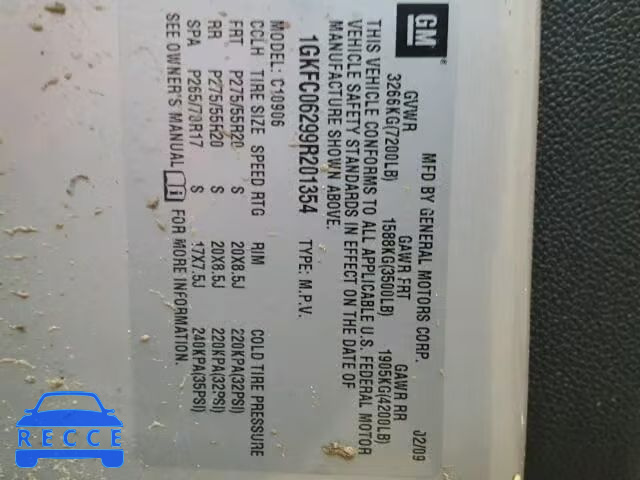 GM
MFD BY GENERAL MOTORS CORP.
GVWR GAWR FRT GAWR RR
3266KG(7200LB) 1588KG(3500LB) 1905KG(4200LB)
THIS VEHICLE CONFORMS TO ALL APPLICABLE U.S. FEDERAL MOTOR
VEHICLE SAFETY STANDARDS IN EFFECT ON THE DATE OF
MANUFACTURE SHOWN ABOVE.
1GKFC06299R201354 TYPE: M.P.V.
MODEL: C10906
CCLH TIRE SIZE SPEED RTG RIM COLD TIRE PRESSURE
FRT P275/55R20 S 20X8.5J 220KPA(32PSI)
RR P275/55R20 S 20X8.5J 220KPA(32PSI)
SPA P265/70R17 S 17X7.5J 240KPA(35PSI)
SEE OWNER'S MANUAL FOR MORE INFORMATION.
RECCE